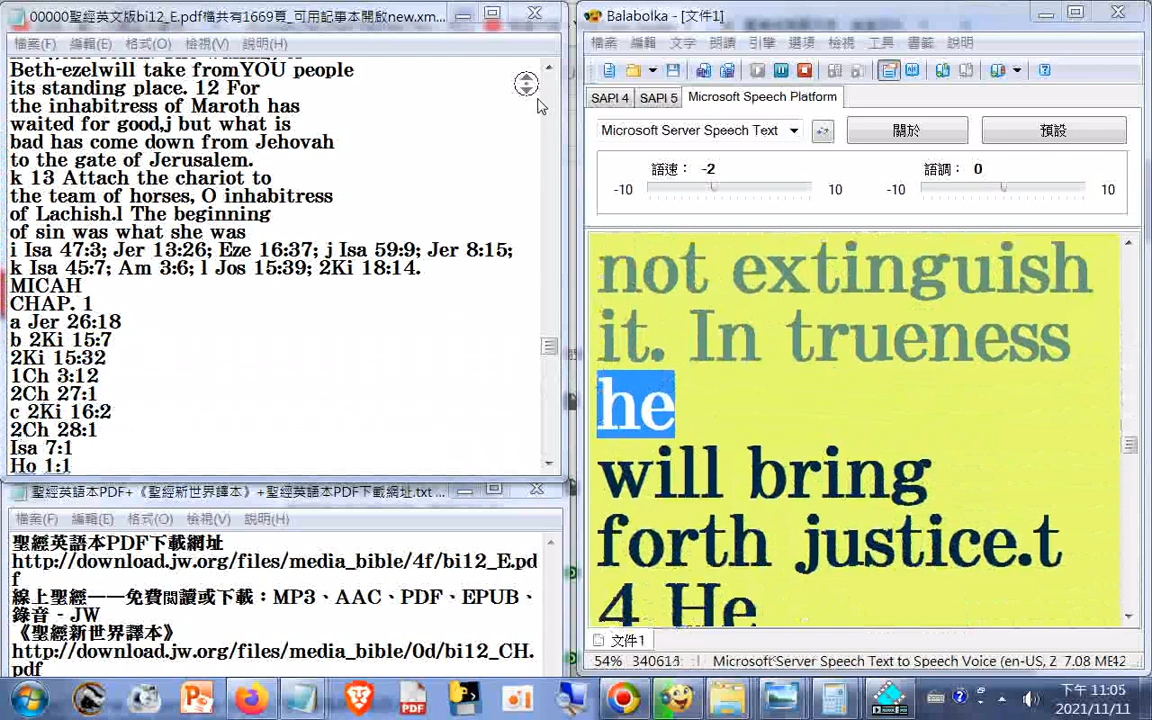 00000聖經英文版bi12_E.pdf檔共有1669頁_可用記事本開啟new.xm...
檔案(F) 編輯(E) 格式(O) 檢視(V) 說明(H)
Beth-ezelwill take fromYOU people
its standing place. 12 For
the inhabitress of Maroth has
waited for good,j but what is
bad has come down from Jehovah
to the gate of Jerusalem.
k 13 Attach the chariot to
the team of horses, O inhabitress
of Lachish.l The beginning
of sin was what she was
i Isa 47:3; Jer 13:26; Eze 16:37; j Isa 59:9; Jer 8:15;
k Isa 45:7; Am 3:6; l Jos 15:39; 2Ki 18:14.
MICAH
CHAP. 1
a Jer 26:18
b 2Ki 15:7
2Ki 15:32
1Ch 3:12
2Ch 27:1
c 2Ki 16:2
2Ch 28:1
Isa 7:1
Ho 1:1
聖經英語本PDF+《聖經新世界譯本》+聖經英語本PDF下載網址.txt ...
檔案(F) 編輯(E) 格式(O) 檢視(V) 說明(H)
聖經英語本PDF下載網址
http://download.jw.org/files/media_bible/4f/bi12_E.pd
f
線上聖經——免費閱讀或下載：MP3、AAC、PDF、EPUB、
錄音 - JW
《聖經新世界譯本》
http://download.jw.org/files/media_bible/0d/bi12_CH.
pdf
Balabolka - [文件1]
檔案 編輯 文字 朗讀 引擎 選項 檢視 工具 書籤 說明
SAPI 4 SAPI 5 Microsoft Speech Platform
Microsoft Server Speech Text 關於 預設
語速： -2 語調： 0
-10 10 -10 10
not extinguish
it. In trueness
he
will bring
forth justice.t
4 He
文件1
54% Microsoft Server Speech Text to Speech Voice (en-US, Z 7.08 ME
下午 11:05
2021/11/11